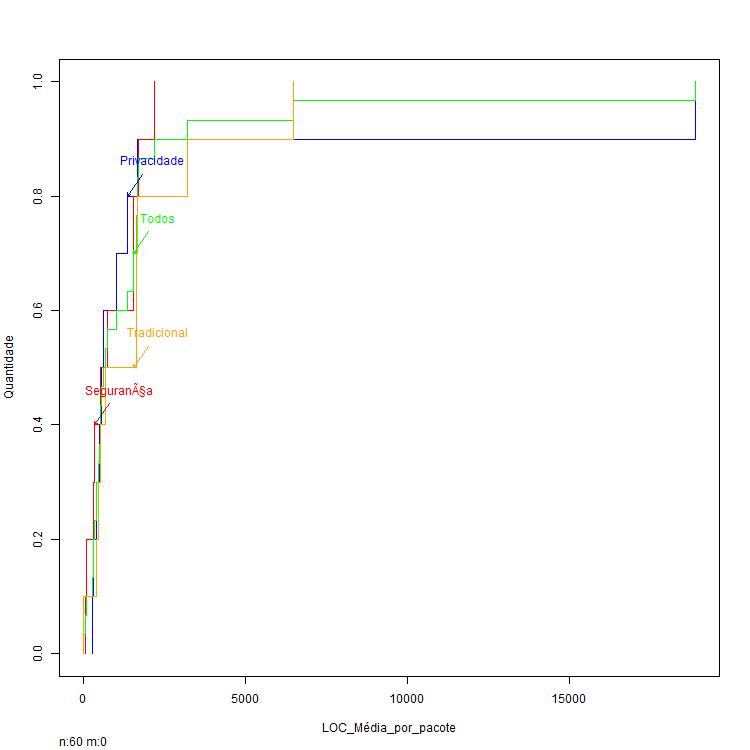 1.0
Privacidade
0.8
Todos
0.6
Tradicional
SeguranÃ§a
0.4
0.2
0.0
Quantidade
0 5000 10000 15000
LOC_Média_por_pacote
n:60 m:0